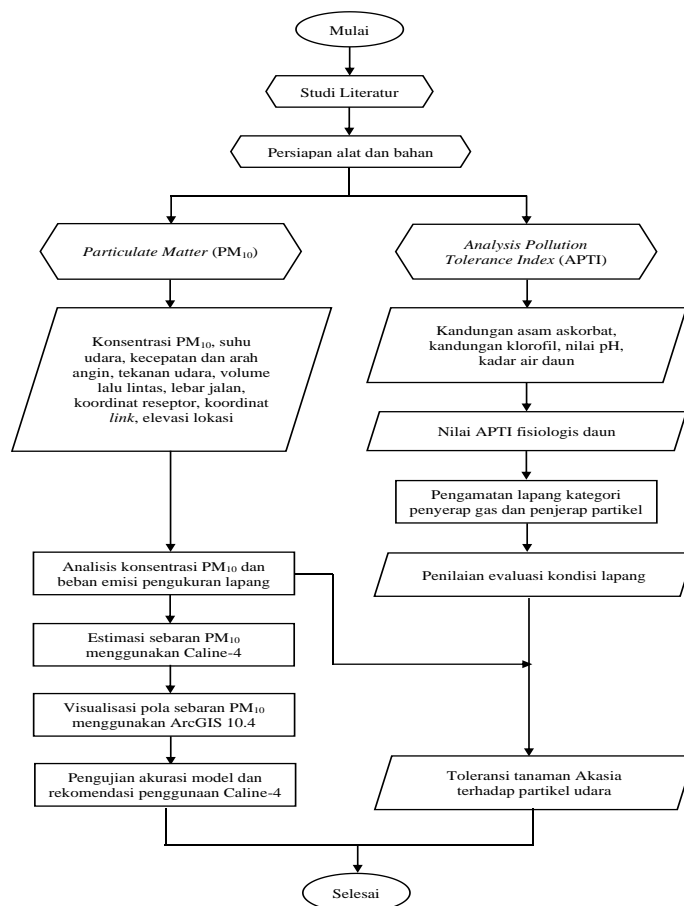 Mulai
Studi Literatur
Persiapan alat dan bahan
Particulate Matter (PM₁₀)
Konsentrasi PM₁₀, suhu
udara, kecepatan dan arah
angin, tekanan udara, volume
lalu lintas, lebar jalan,
koordinat reseptor, koordinat
link, elevasi lokasi
Analisis konsentrasi PM₁₀ dan
beban emisi pengukuran lapang
Estimasi sebaran PM₁₀
menggunakan Caline-4
Visualisasi pola sebaran PM₁₀
menggunakan ArcGIS 10.4
Pengujian akurasi model dan
rekomendasi penggunaan Caline-4
Analysis Pollution
Tolerance Index (APTI)
Kandungan asam askorbat,
kandungan klorofil, nilai pH,
kadar air daun
Nilai APTI fisiologis daun
Pengamatan lapang kategori
penyerap gas dan penjerap partikel
Penilaian evaluasi kondisi lapang
Toleransi tanaman Akasia
terhadap partikel udara
Selesai